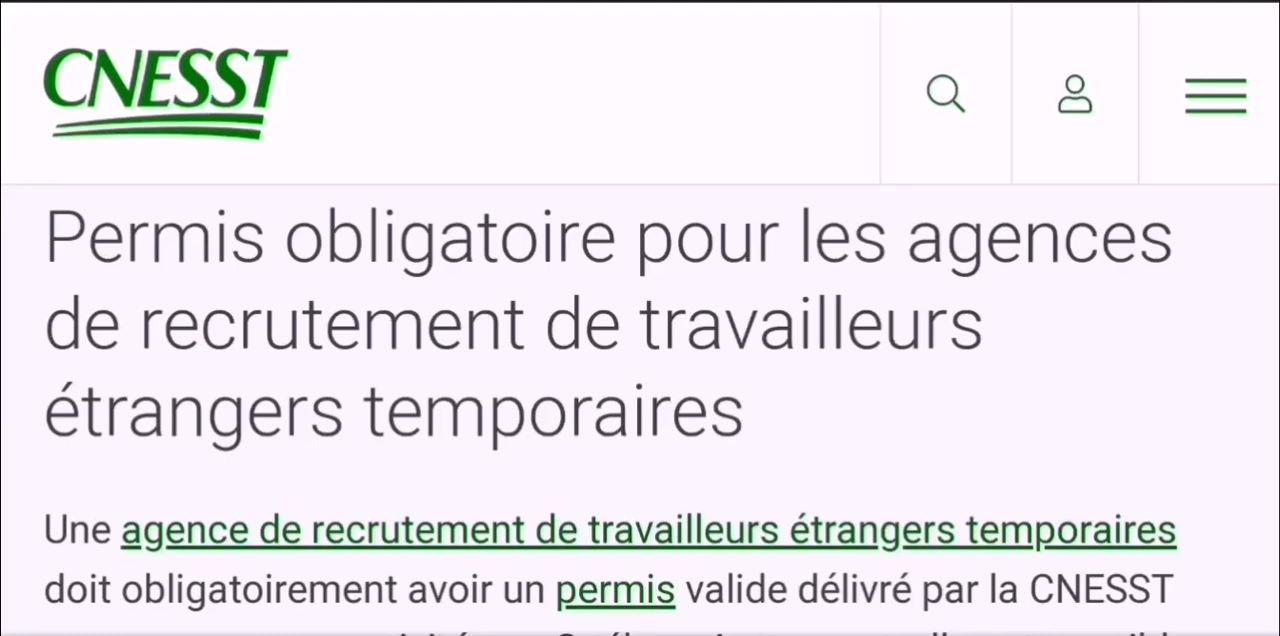 CNESST
Permis obligatoire pour les agences
de recrutement de travailleurs
étrangers temporaires
Une agence de recrutement de travailleurs étrangers temporaires
doit obligatoirement avoir un permis valide délivré par la CNESST